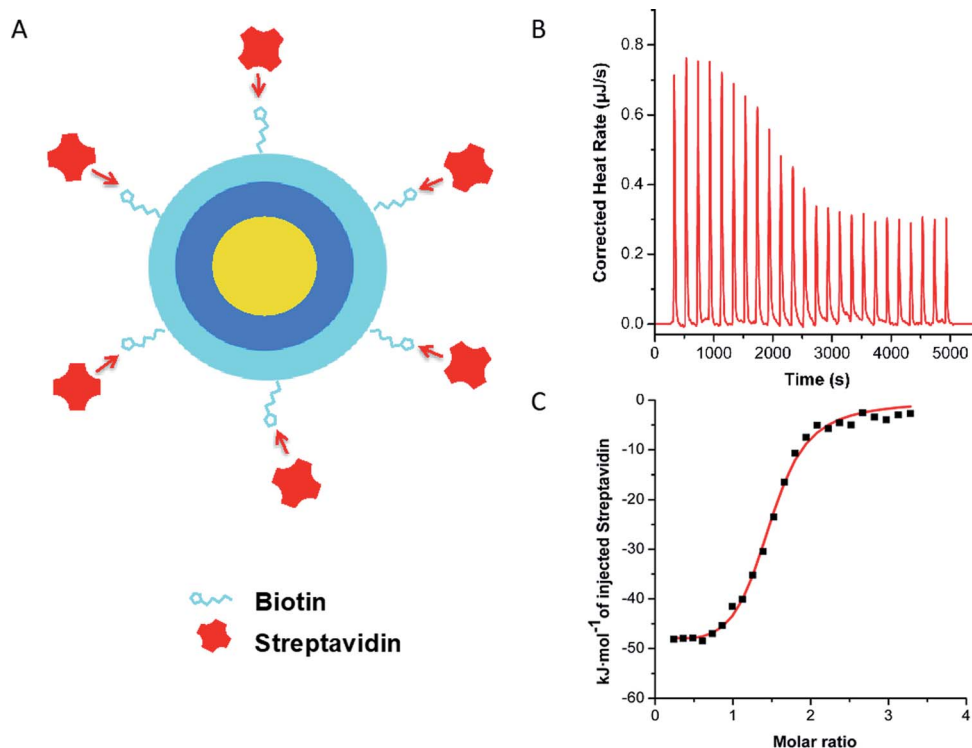 A
Biotin
Streptavidin
B
Corrected Heat Rate (µJ/s)
0.8
0.6
0.4
0.2
0.0
0 1000 2000 3000 4000 5000
Time (s)
C
kJ·mol⁻¹ of injected Streptavidin
0
-10
-20
-30
-40
-50
-60
0 1 2 3 4
Molar ratio